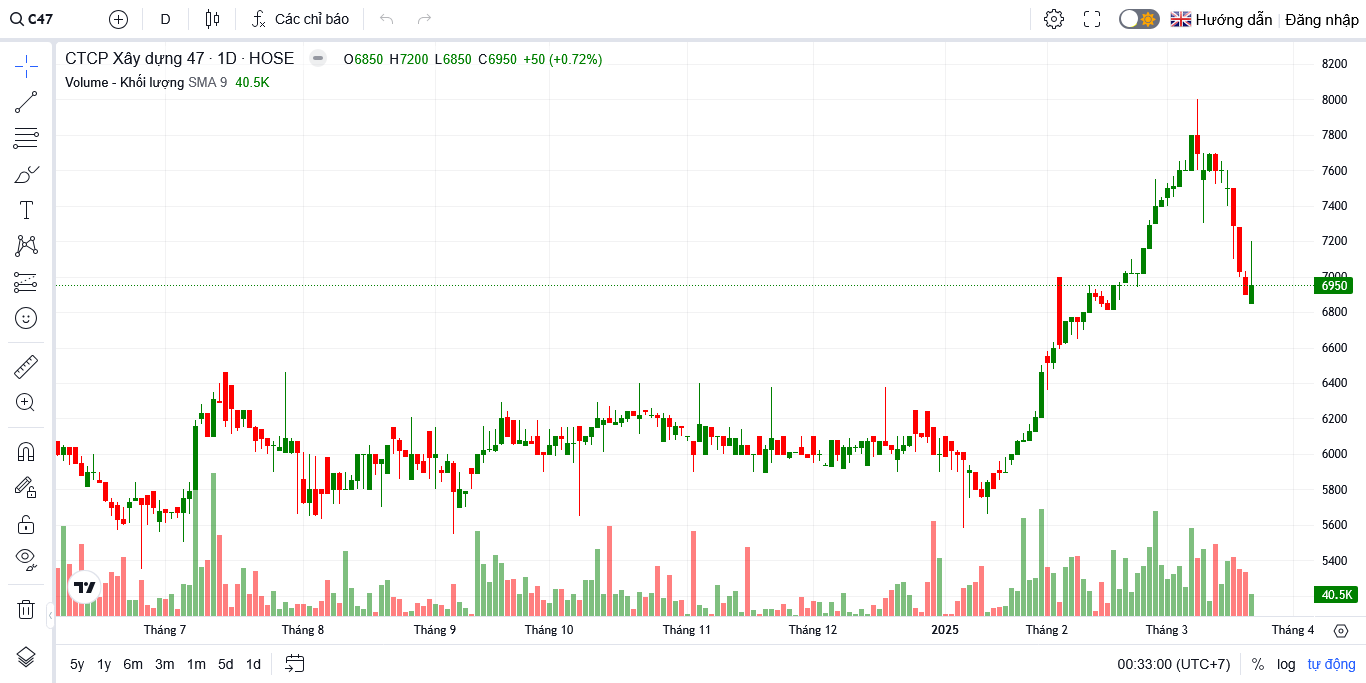 C47 D Các chỉ báo Hướng dẫn Đăng nhập
CTCP Xây dựng 47 · 1D · HOSE O6850 H7200 L6850 C6950 +50 (+0.72%)
Volume - Khối lượng SMA 9 40.5K
8200
8000
7800
7600
7400
7200
7000
6950
6800
6600
6400
6200
6000
5800
5600
5400
40.5K
Tháng 7 Tháng 8 Tháng 9 Tháng 10 Tháng 11 Tháng 12 2025 Tháng 2 Tháng 3 Tháng 4
5y 1y 6m 3m 1m 5d 1d 00:33:00 (UTC+7) % log tự động